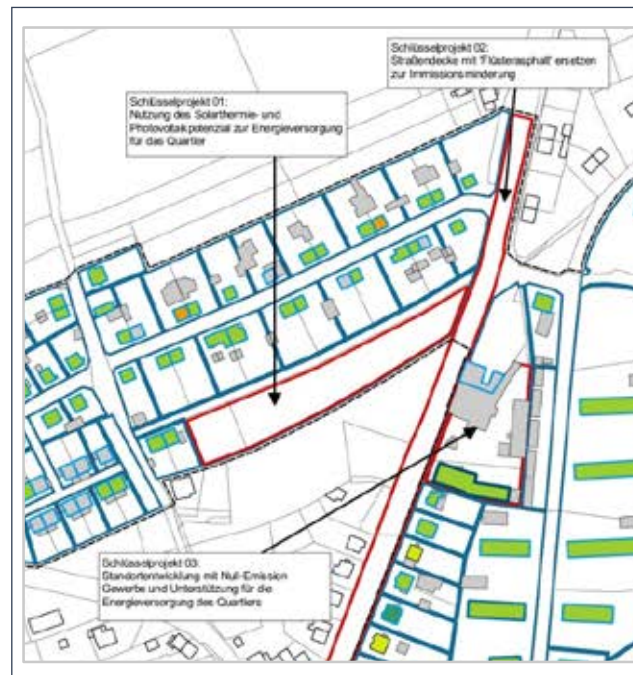 Schlüsselprojekt 02:
Straßendecke mit 'Flüsterasphalt' ersetzen
zur Immissionsminderung
Schlüsselprojekt 01:
Nutzung des Solarthermie- und
Photovoltaikpotenzial zur Energieversorgung
für das Quartier
Schlüsselprojekt 03:
Standortentwicklung mit Null-Emission
Gewerbe und Unterstützung für die
Energieversorgung des Quartiers